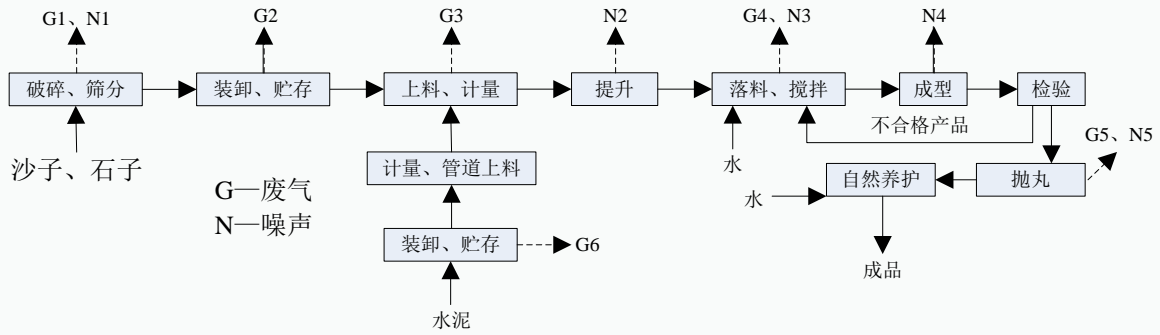 G1、N1
G2
G3
N2
G4、N3
N4
破碎、筛分
装卸、贮存
上料、计量
提升
落料、搅拌
成型
检验
不合格产品
G5、N5
沙子、石子
计量、管道上料
水
自然养护
抛丸
G—废气
水
N—噪声
装卸、贮存
G6
成品
水泥